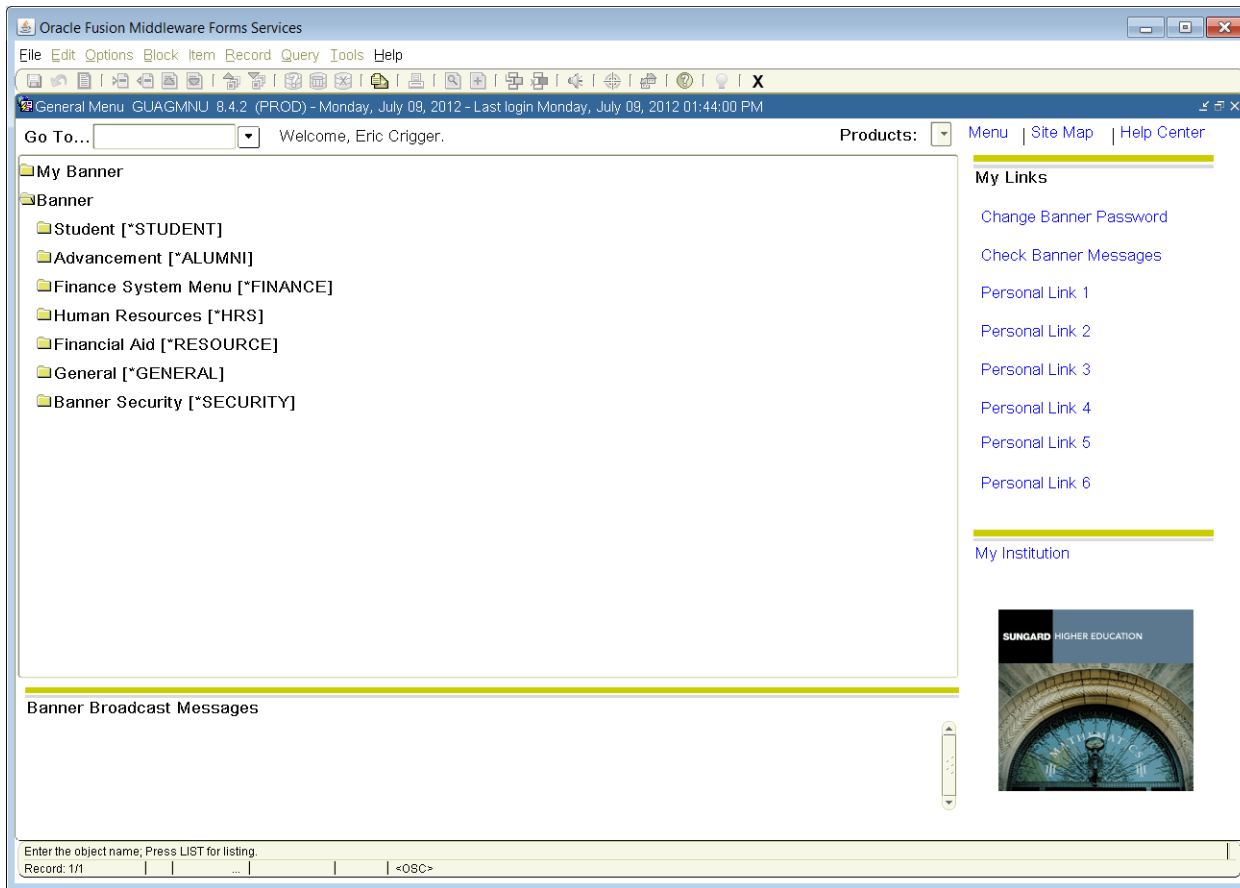 Oracle Fusion Middleware Forms Services
File Edit Options Block Item Record Query Tools Help
X
General Menu GUAGMNU 8.4.2 (PROD) - Monday, July 09, 2012 - Last login Monday, July 09, 2012 01:44:00 PM
Go To... Welcome, Eric Crigger. Products: Menu | Site Map | Help Center
My Banner
Banner
Student [*STUDENT]
Advancement [*ALUMNI]
Finance System Menu [*FINANCE]
Human Resources [*HRS]
Financial Aid [*RESOURCE]
General [*GENERAL]
Banner Security [*SECURITY]
My Links
Change Banner Password
Check Banner Messages
Personal Link 1
Personal Link 2
Personal Link 3
Personal Link 4
Personal Link 5
Personal Link 6
My Institution
SUNGARD HIGHER EDUCATION
MATHEMATICS
Banner Broadcast Messages
Enter the object name; Press LIST for listing.
Record: 1/1 ... <OSC>